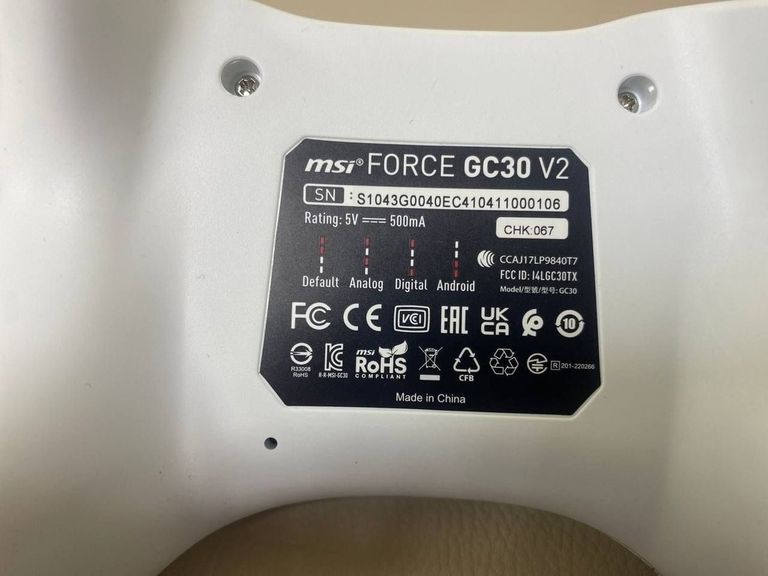 msi® FORCE GC30 V2
SN : S1043G0040EC410411000106
Rating: 5V 500mA
CHK:067
CCAJ17LP9840T7
FCC ID: I4LGC30TX
Model/型號/型号: GC30
Default Analog Digital Android
FC CE VCI EAC UK CA 10
R33008
RoHS
R-R-MSI-GC30
msi
RoHS
COMPLIANT
CFB
R 201-220266
Made in China